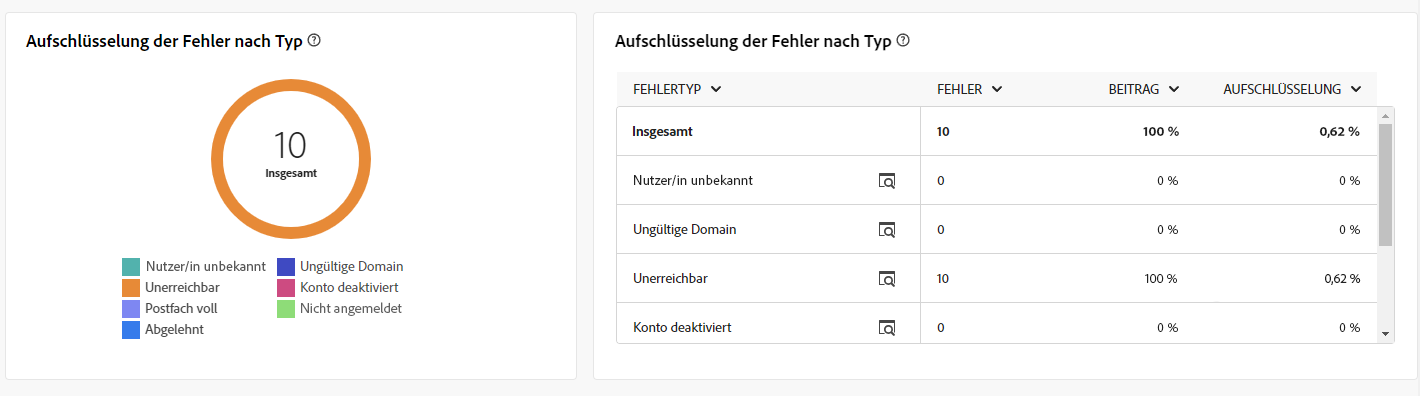 Aufschlüsselung der Fehler nach Typ
10
Insgesamt
Nutzer/in unbekannt
Ungültige Domain
Unerreichbar
Konto deaktiviert
Postfach voll
Nicht angemeldet
Abgelehnt
Aufschlüsselung der Fehler nach Typ
FEHLERTYP FEHLER BEITRAG AUFSCHLÜSSELUNG
Insgesamt 10 100 % 0,62 %
Nutzer/in unbekannt 0 0 % 0 %
Ungültige Domain 0 0 % 0 %
Unerreichbar 10 100 % 0,62 %
Konto deaktiviert 0 0 % 0 %